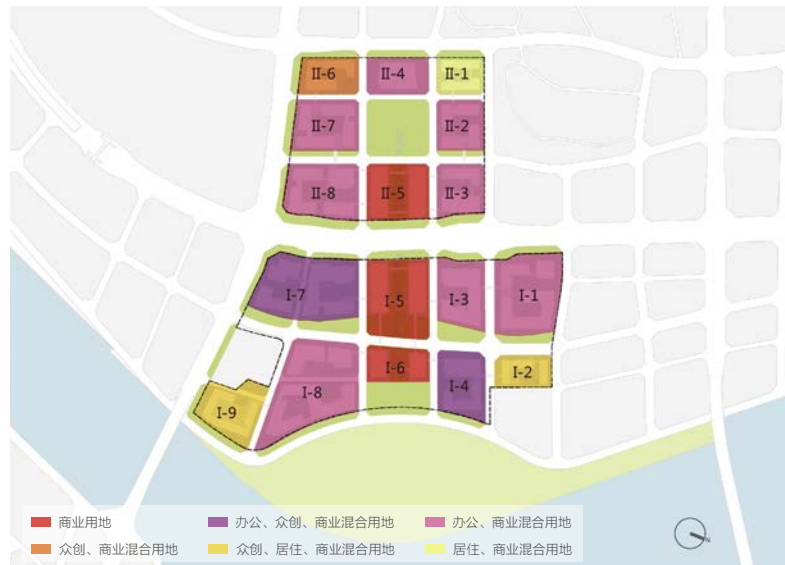 II-6 II-4 II-1
II-7 II-2
II-8 II-5 II-3
I-7 I-5 I-3 I-1
I-6 I-2
I-8 I-4
I-9
商业用地 办公、众创、商业混合用地 办公、商业混合用地
众创、商业混合用地 众创、居住、商业混合用地 居住、商业混合用地
N